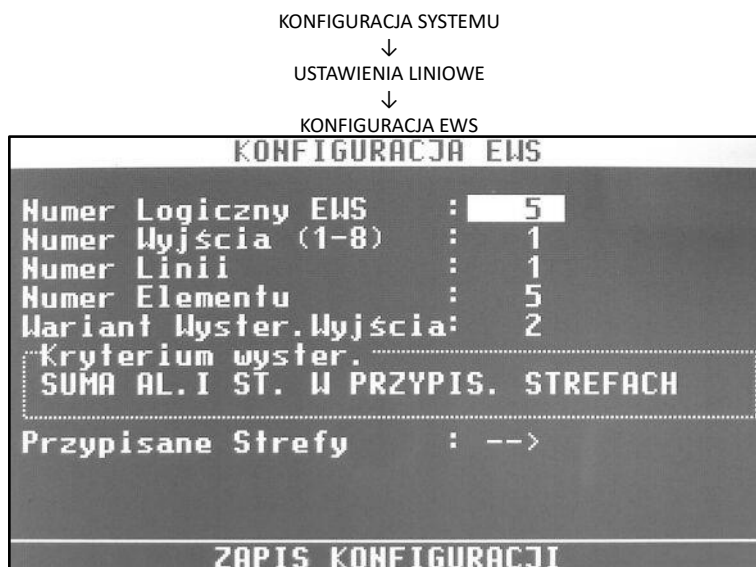 KONFIGURACJA SYSTEMU
↓
USTAWIENIA LINIOWE
↓
KONFIGURACJA EWS
KONFIGURACJA EWS
Numer Logiczny EWS : 5
Numer Wyjścia (1-8) : 1
Numer Linii : 1
Numer Elementu : 5
Wariant Wyster.Wyjścia: 2
Kryterium wyster.
SUMA AL.I ST. W PRZYPIS. STREFACH
Przypisane Strefy : -->
ZAPIS KONFIGURACJI